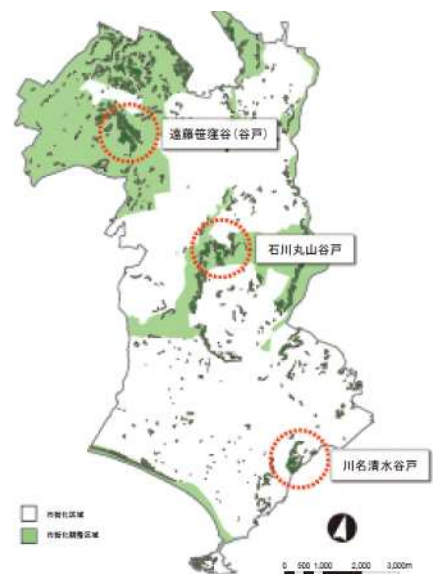 遠藤笹窪谷(谷戸)
石川丸山谷戸
川名清水谷戸
市街化区域
市街化調整区域
0 500 1,000 2,000 3,000m